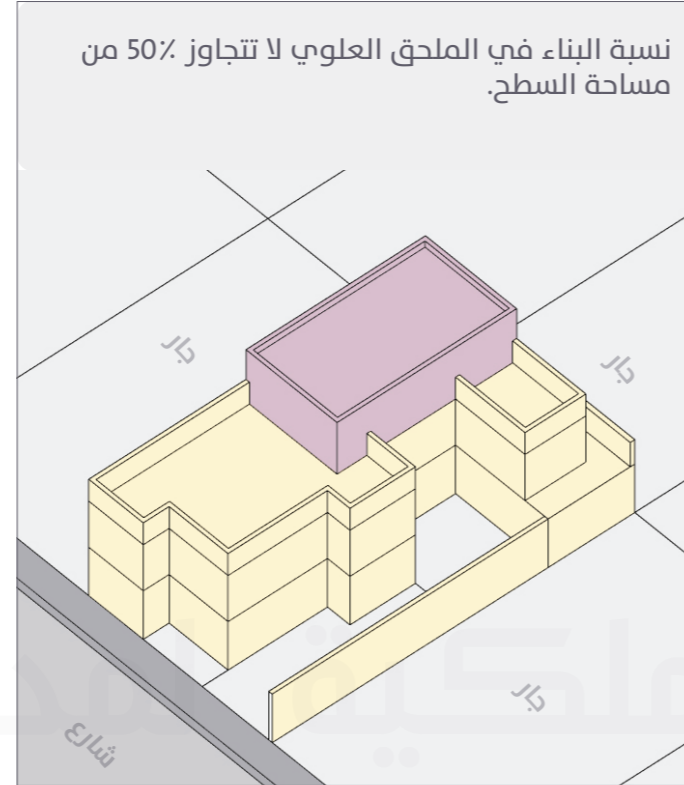 نسبة البناء في الملحق العلوي لا تتجاوز 50٪ من
مساحة السطح.
جار
جار
جار
شارع